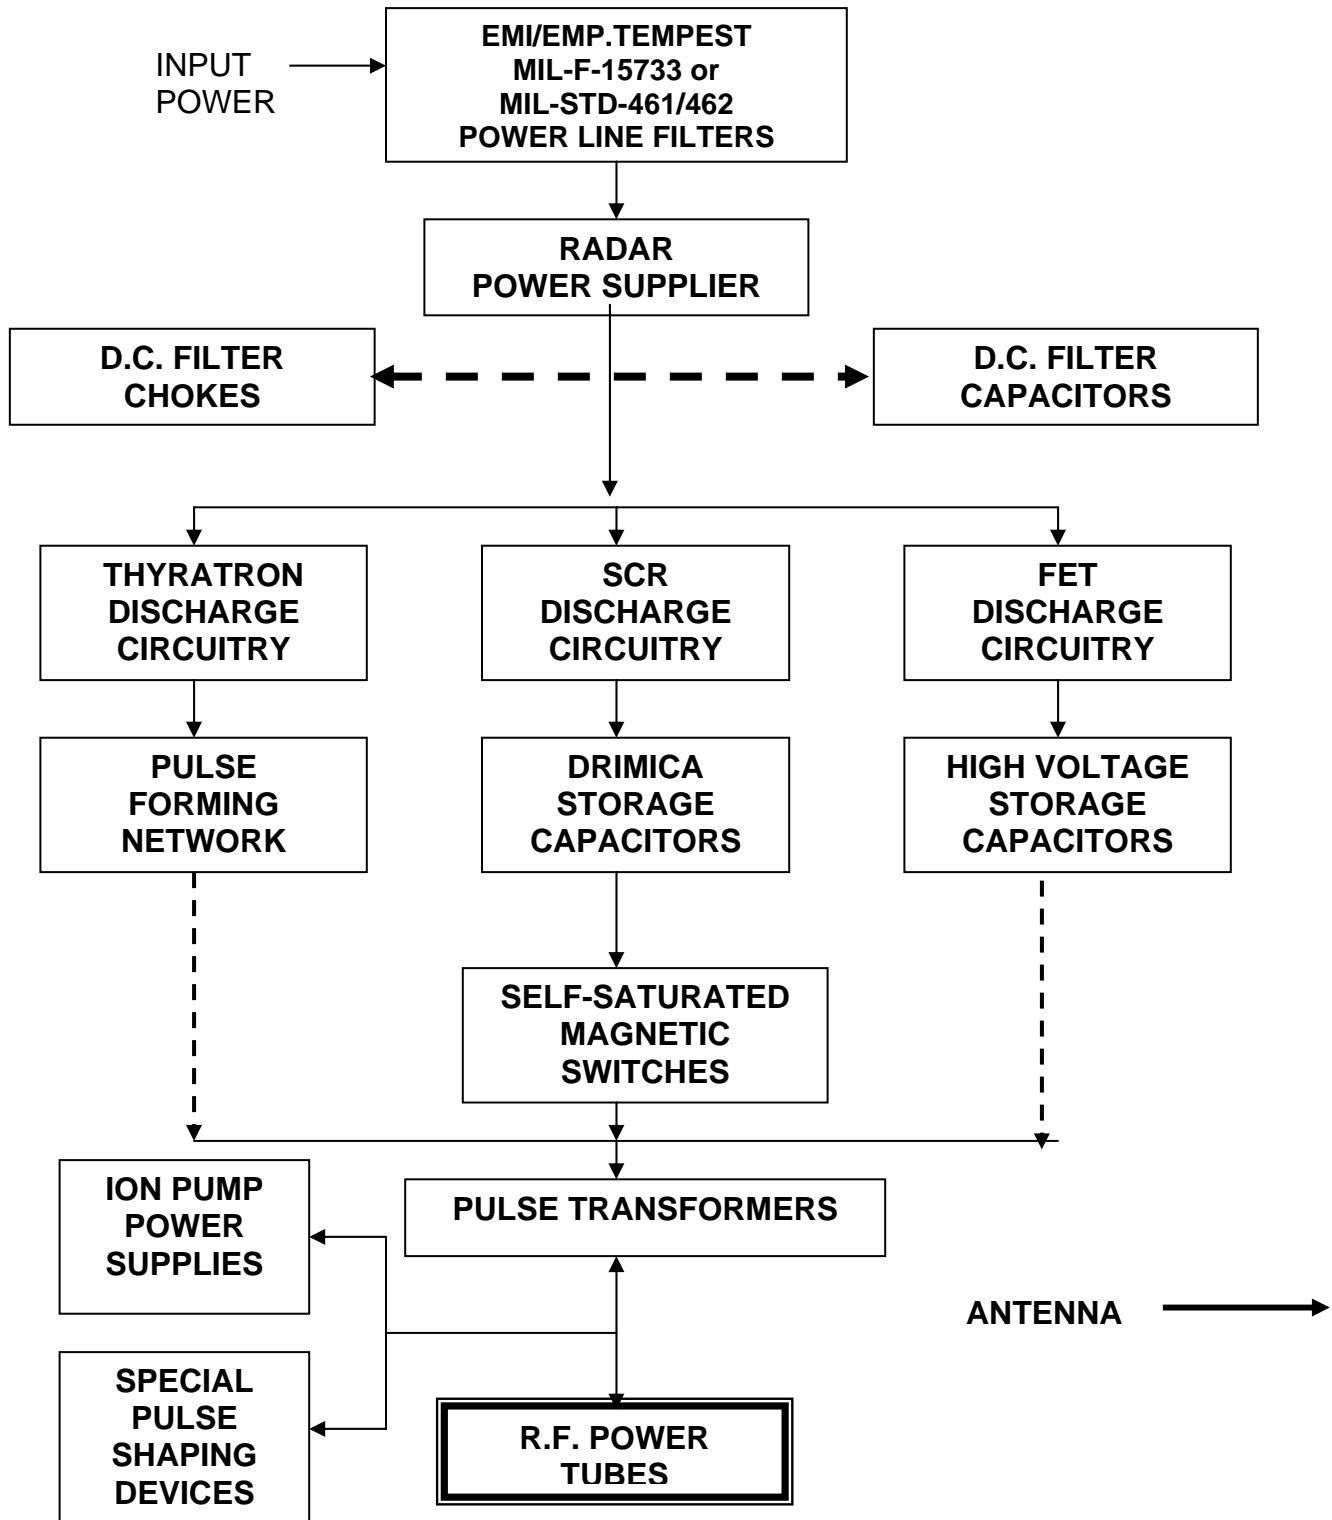 EMI/EMP.TEMPEST
MIL-F-15733 or
MIL-STD-461/462
POWER LINE FILTERS
INPUT
POWER
RADAR
POWER SUPPLIER
D.C. FILTER
CHOKES
D.C. FILTER
CAPACITORS
THYRATRON
DISCHARGE
CIRCUITRY
SCR
DISCHARGE
CIRCUITRY
FET
DISCHARGE
CIRCUITRY
PULSE
FORMING
NETWORK
DRIMICA
STORAGE
CAPACITORS
HIGH VOLTAGE
STORAGE
CAPACITORS
SELF-SATURATED
MAGNETIC
SWITCHES
ION PUMP
POWER
SUPPLIES
PULSE TRANSFORMERS
ANTENNA
SPECIAL
PULSE
SHAPING
DEVICES
R.F. POWER
TUBES